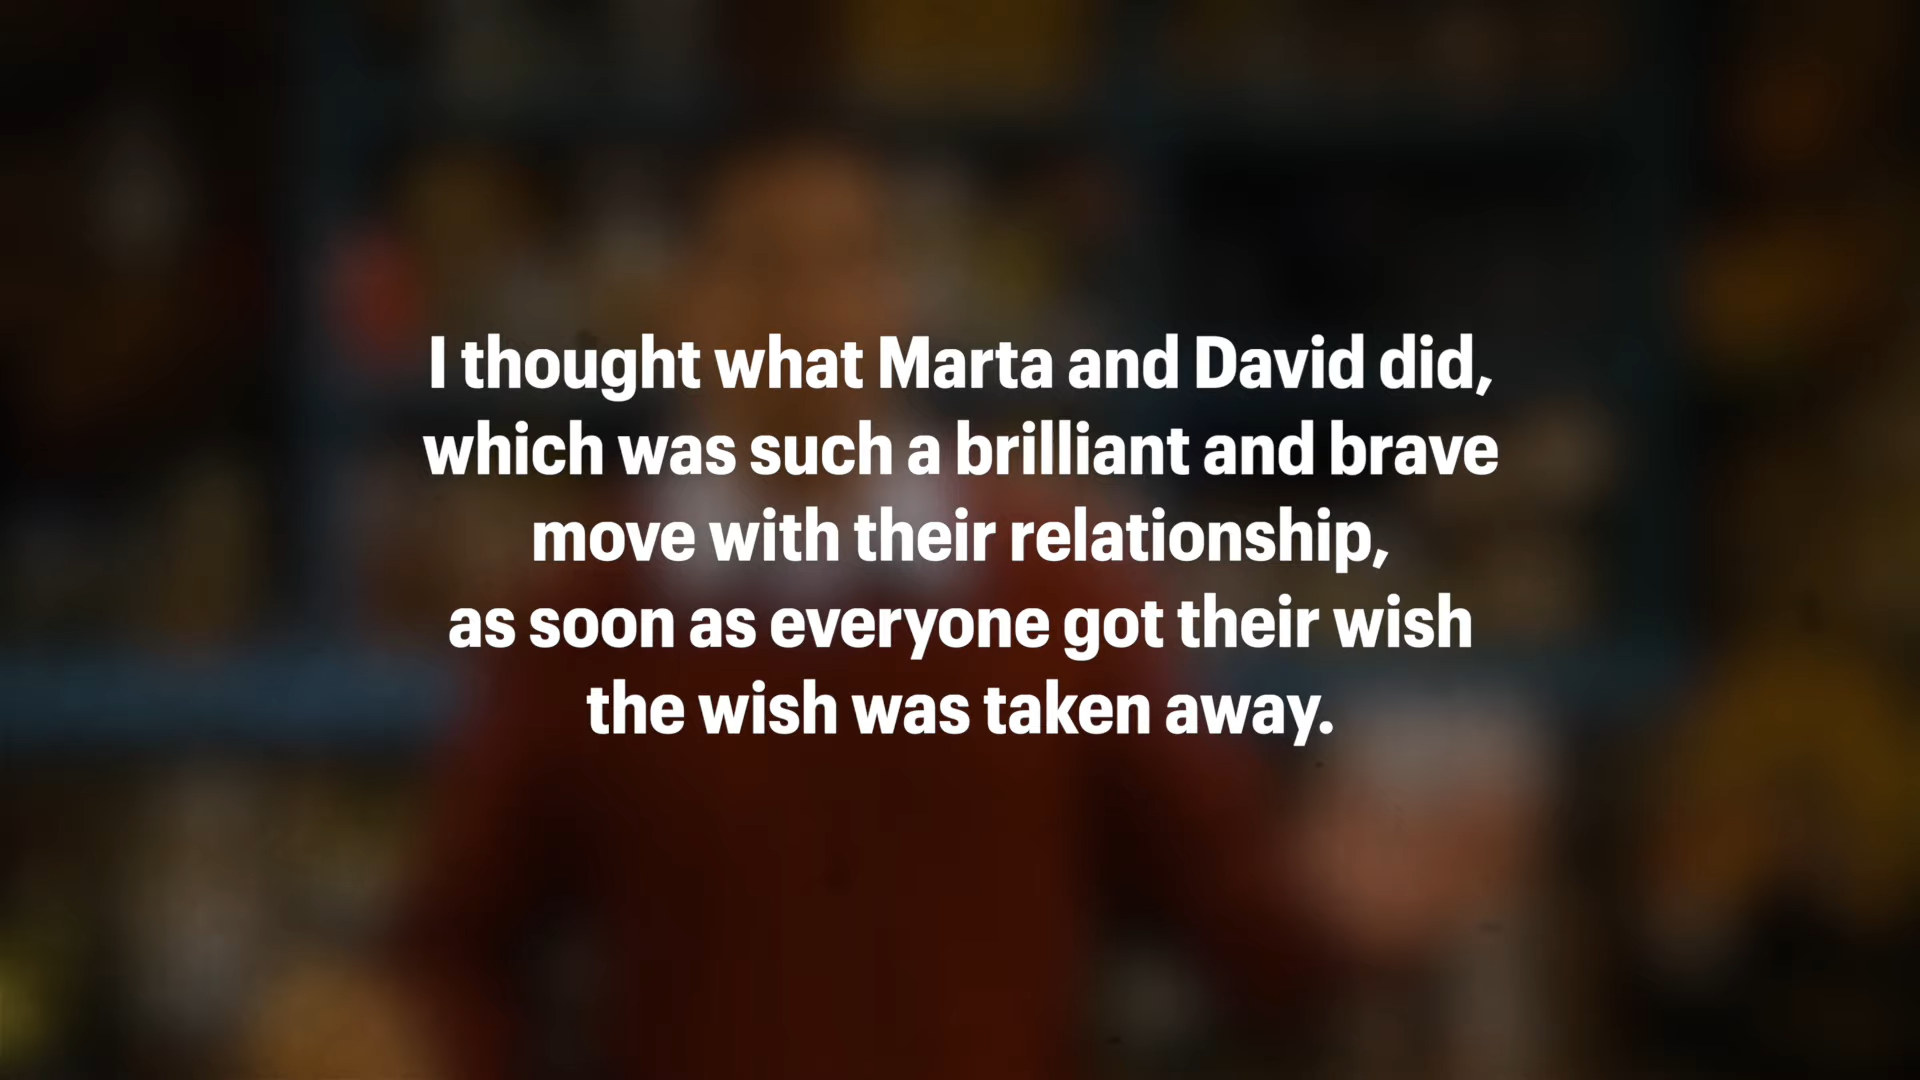 I thought what Marta and David did,
which was such a brilliant and brave
move with their relationship,
as soon as everyone got their wish
the wish was taken away.